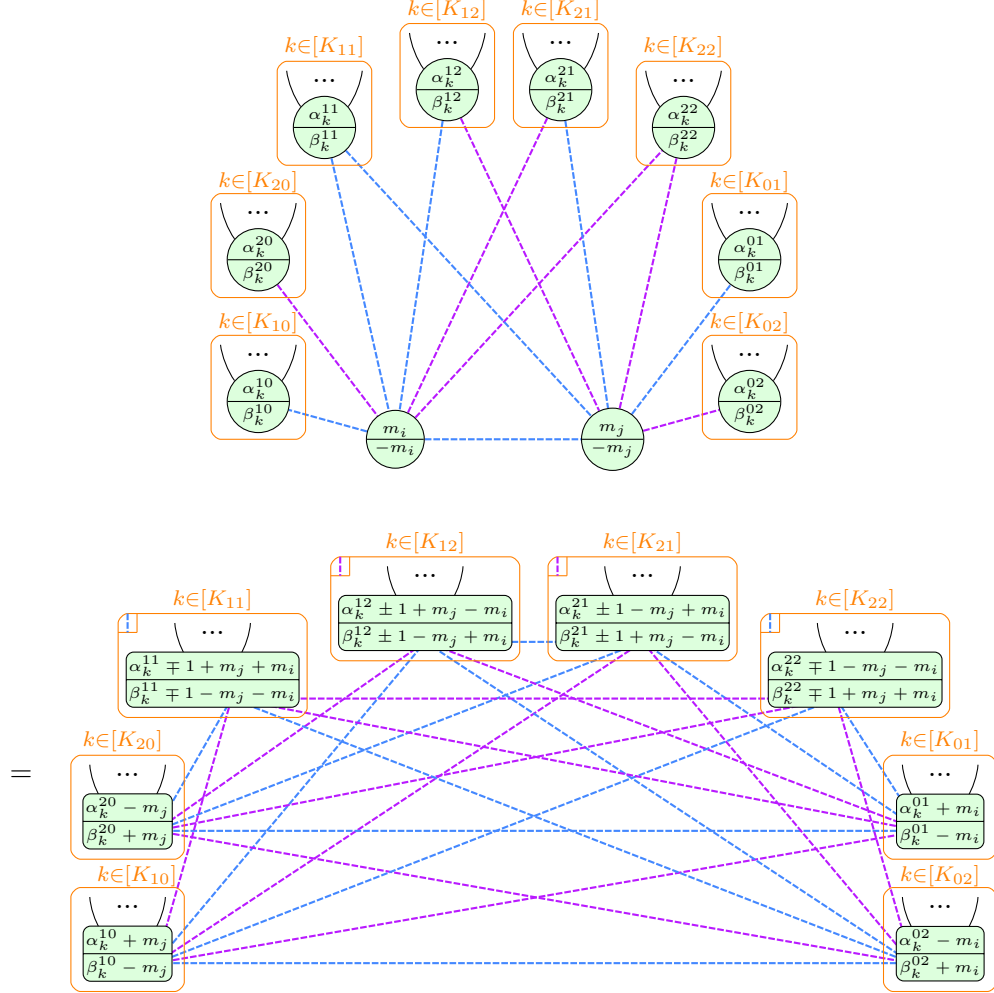 k∈[K₁₂] k∈[K₂₁]
k∈[K₁₁] k∈[K₂₂]
... ...
α_k^{12} α_k^{21}
β_k^{12} β_k^{21}
... ...
α_k^{11} α_k^{22}
β_k^{11} β_k^{22}
k∈[K₂₀] k∈[K₀₁]
... ...
α_k^{20} α_k^{01}
β_k^{20} β_k^{01}
k∈[K₁₀] k∈[K₀₂]
... ...
α_k^{10} α_k^{02}
β_k^{10} β_k^{02}
m_i m_j
−m_i −m_j
k∈[K₁₂] k∈[K₂₁]
... ...
k∈[K₁₁] k∈[K₂₂]
α_k^{12} ± 1 + m_j − m_i α_k^{21} ± 1 − m_j + m_i
β_k^{12} ± 1 − m_j + m_i β_k^{21} ± 1 + m_j − m_i
... ...
α_k^{11} ∓ 1 + m_j + m_i α_k^{22} ∓ 1 − m_j − m_i
β_k^{11} ∓ 1 − m_j − m_i β_k^{22} ∓ 1 + m_j + m_i
k∈[K₂₀] k∈[K₀₁]
=
... ...
α_k^{20} − m_j α_k^{01} + m_i
β_k^{20} + m_j β_k^{01} − m_i
k∈[K₁₀] k∈[K₀₂]
... ...
α_k^{10} + m_j α_k^{02} − m_i
β_k^{10} − m_j β_k^{02} + m_i